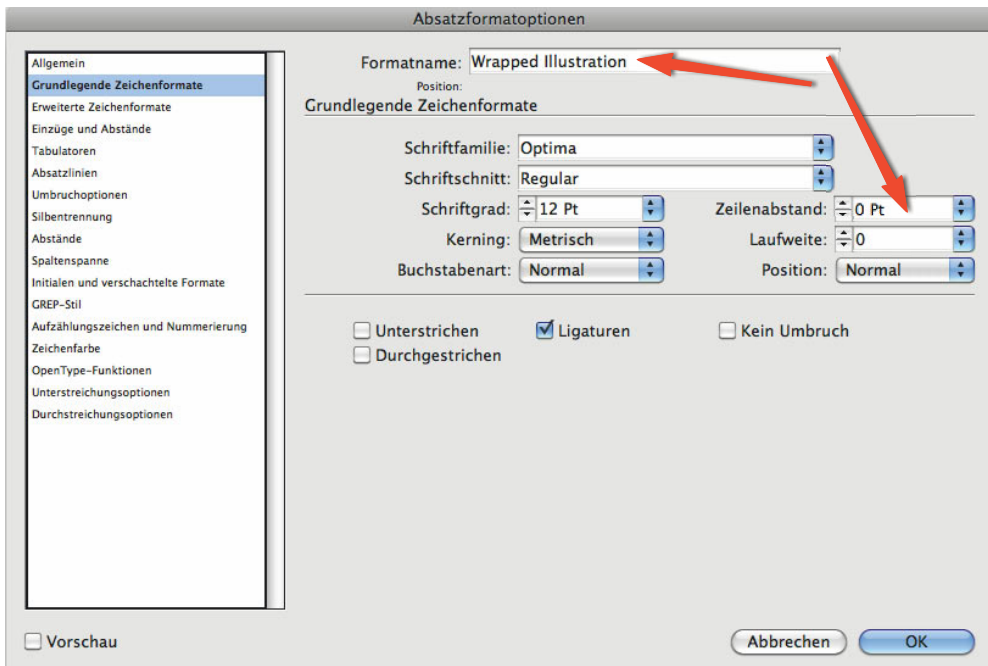 Absatzformatoptionen
Allgemein
Grundlegende Zeichenformate
Erweiterte Zeichenformate
Einzüge und Abstände
Tabulatoren
Absatzlinien
Umbruchoptionen
Silbentrennung
Abstände
Spaltenspanne
Initialen und verschachtelte Formate
GREP-Stil
Aufzählungszeichen und Nummerierung
Zeichenfarbe
OpenType-Funktionen
Unterstreichungsoptionen
Durchstreichungsoptionen
Formatname: Wrapped Illustration
Position:
Grundlegende Zeichenformate
Schriftfamilie: Optima
Schriftschnitt: Regular
Schriftgrad: 12 Pt Zeilenabstand: 0 Pt
Kerning: Metrisch Laufweite: 0
Buchstabenart: Normal Position: Normal
Unterstrichen Ligaturen Kein Umbruch
Durchgestrichen
Vorschau Abbrechen OK